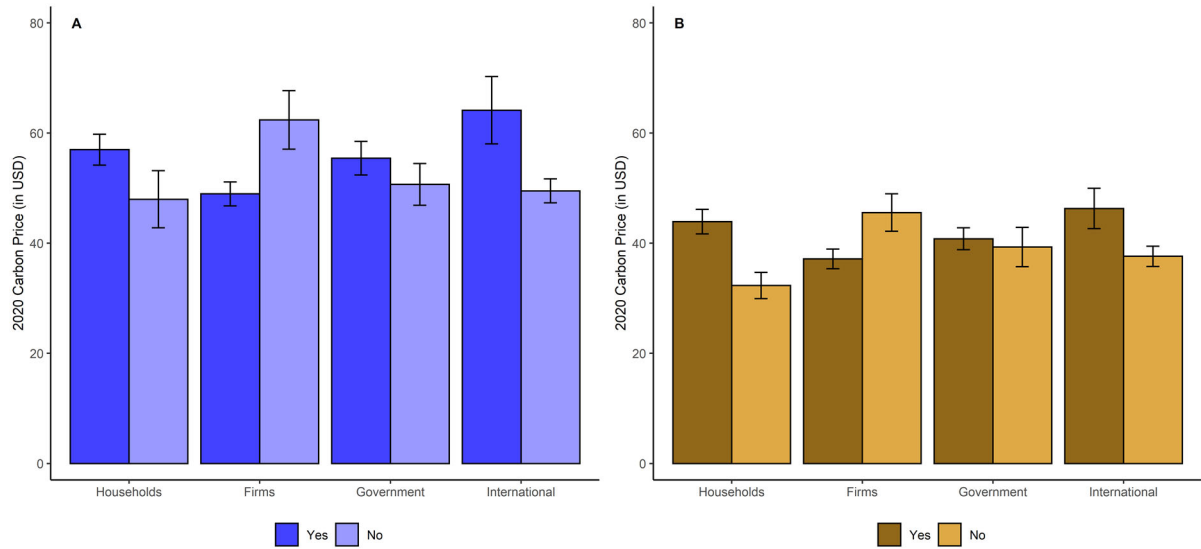 A
2020 Carbon Price (in USD)
80
60
40
20
0
Households Firms Government International
Yes No
B
2020 Carbon Price (in USD)
80
60
40
20
0
Households Firms Government International
Yes No